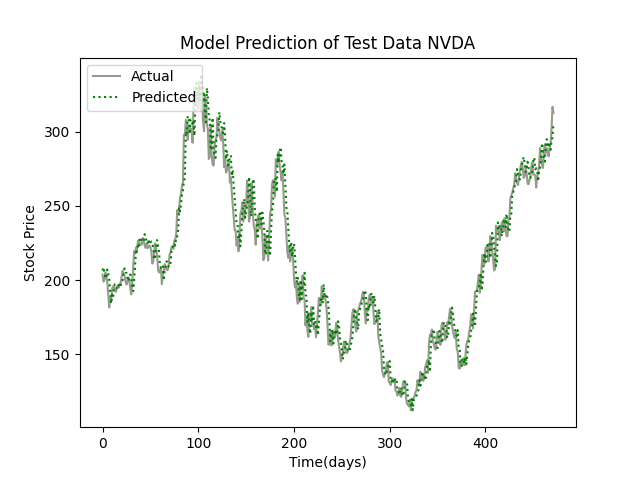 Model Prediction of Test Data NVDA
Actual
Predicted
300
250
200
150
Stock Price
0
100
200
300
400
Time(days)